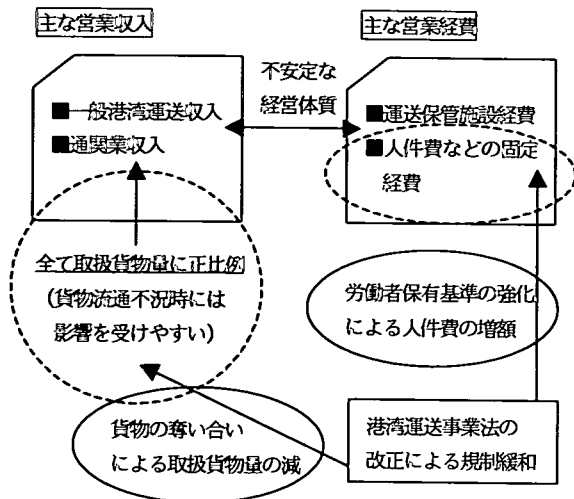 主な営業収入
主な営業経費
■一般港湾運送収入
■通関業収入
不安定な
経営体質
■運送保管施設経費
■人件費などの固定
経費
全て取扱貨物量に正比例
(貨物流通不況時には
影響を受けやすい)
労働者保有基準の強化
による人件費の増額
貨物の奪い合い
による取扱貨物量の減
港湾運送事業法の
改正による規制緩和